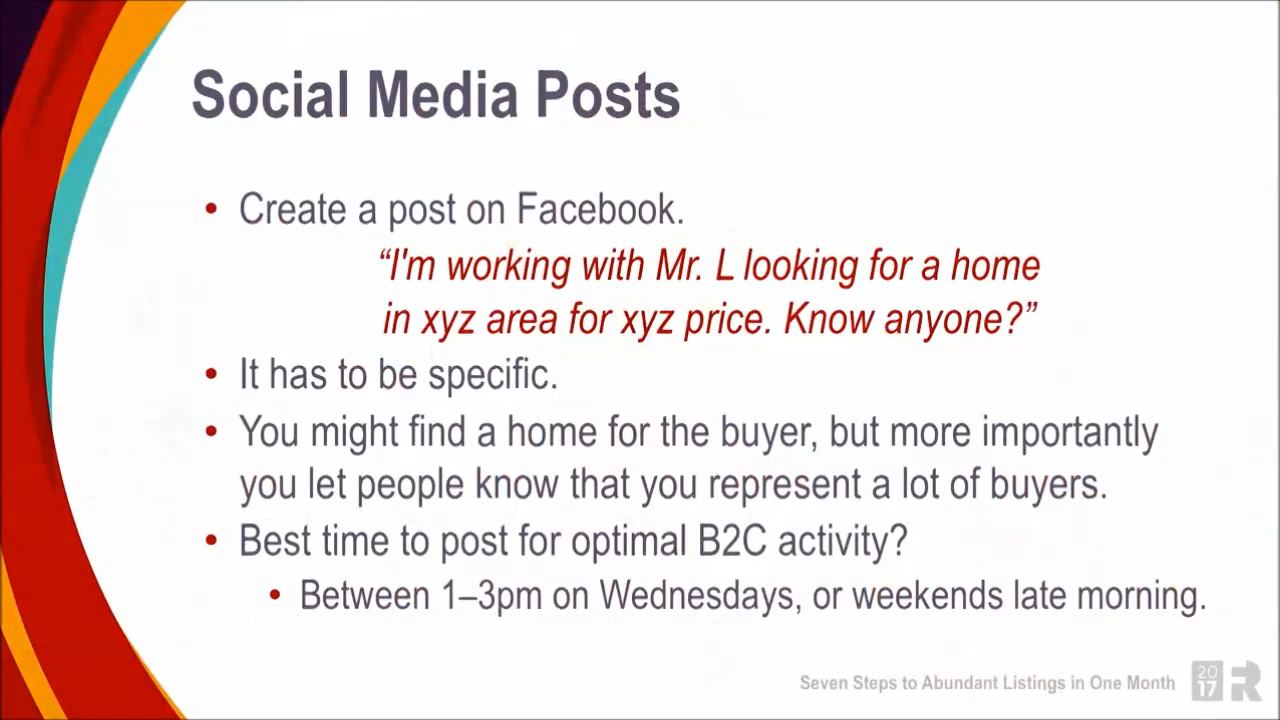 Social Media Posts
• Create a post on Facebook.
“I'm working with Mr. L looking for a home
in xyz area for xyz price. Know anyone?”
• It has to be specific.
• You might find a home for the buyer, but more importantly
you let people know that you represent a lot of buyers.
• Best time to post for optimal B2C activity?
• Between 1–3pm on Wednesdays, or weekends late morning.
Seven Steps to Abundant Listings in One Month
20
17 R